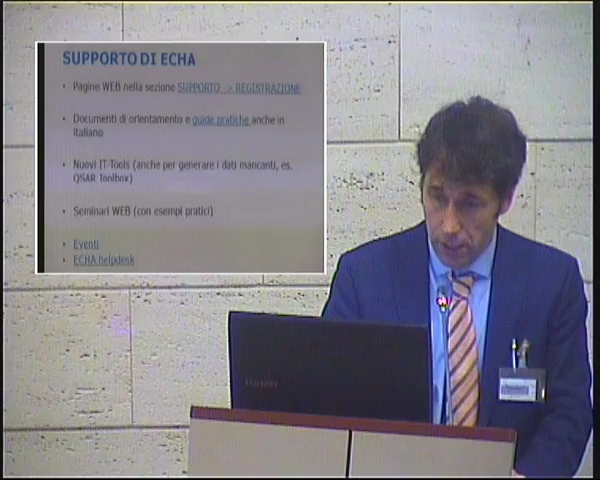 SUPPORTO DI ECHA
• Pagine WEB nella sezione SUPPORTO -> REGISTRAZIONE
• Documenti di orientamento e guide pratiche anche in
italiano
• Nuovi IT-Tools (anche per generare i dati mancanti, es.
QSAR Toolbox)
• Seminari WEB (con esempi pratici)
• Eventi
• ECHA helpdesk